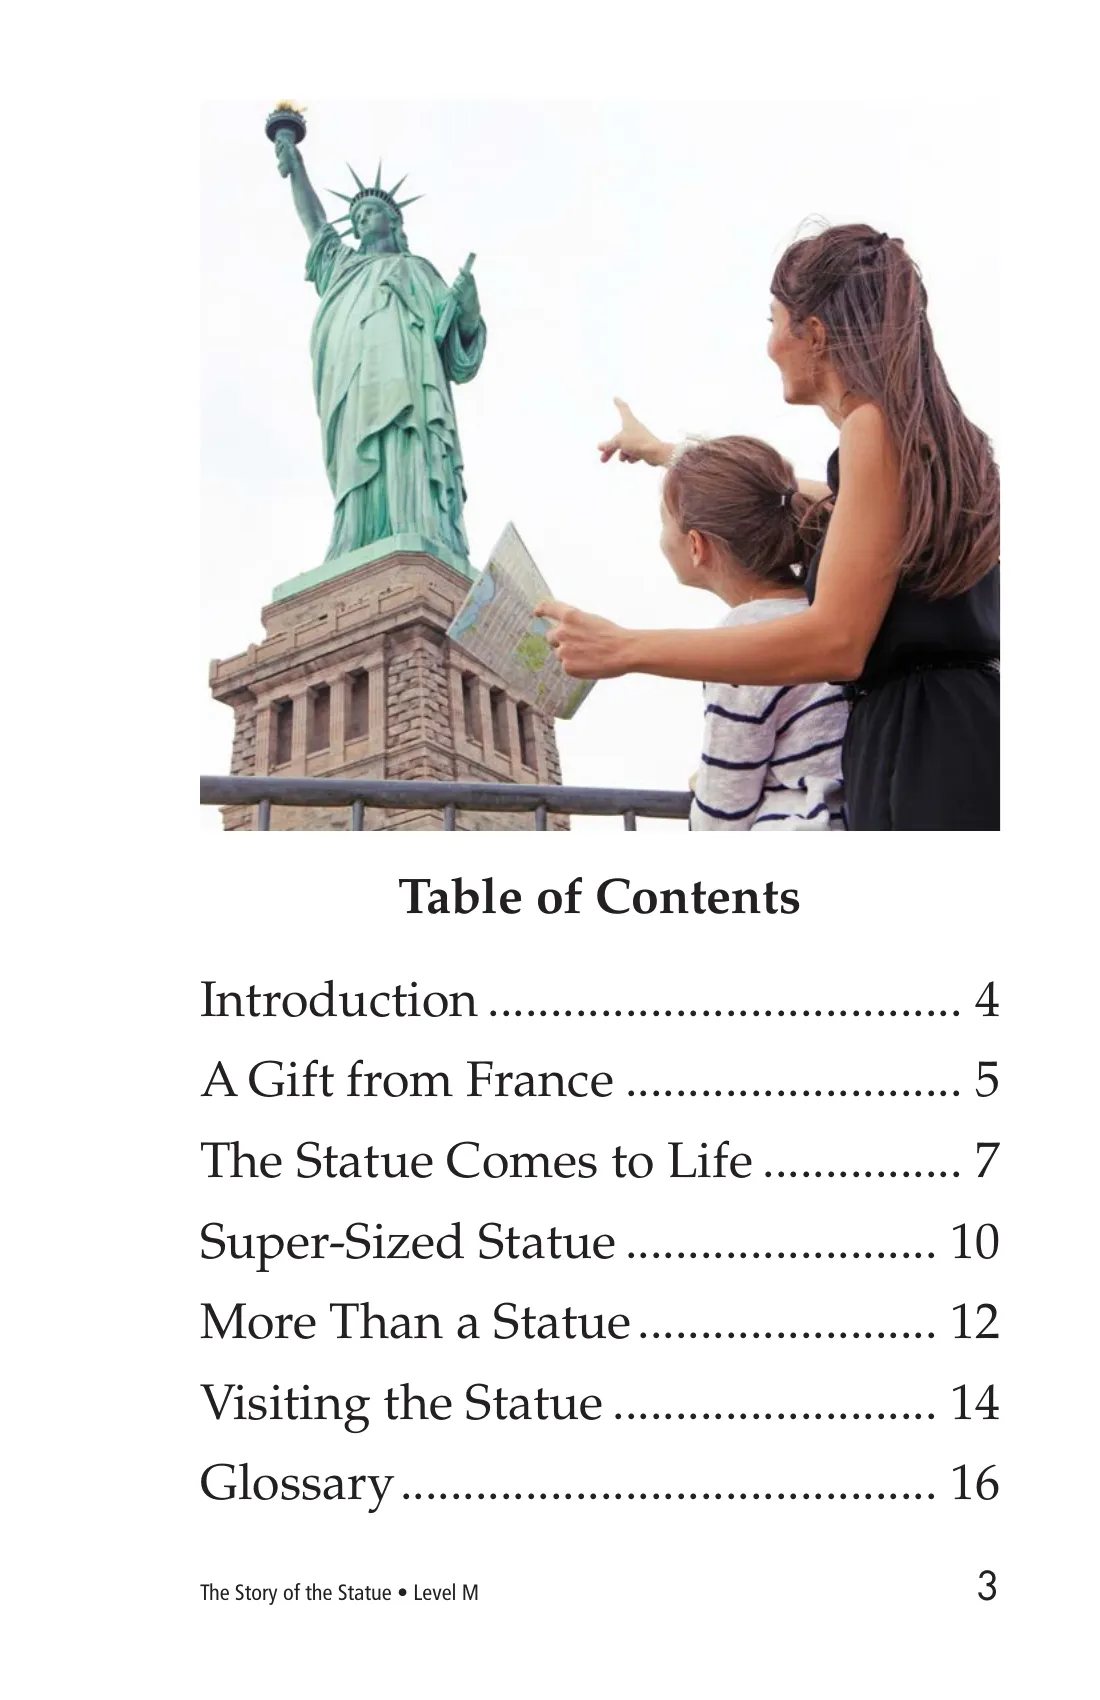 Table of Contents
Introduction ...................................... 4
A Gift from France ........................... 5
The Statue Comes to Life ................ 7
Super-Sized Statue ......................... 10
More Than a Statue ........................ 12
Visiting the Statue .......................... 14
Glossary ........................................... 16
The Story of the Statue • Level M
3